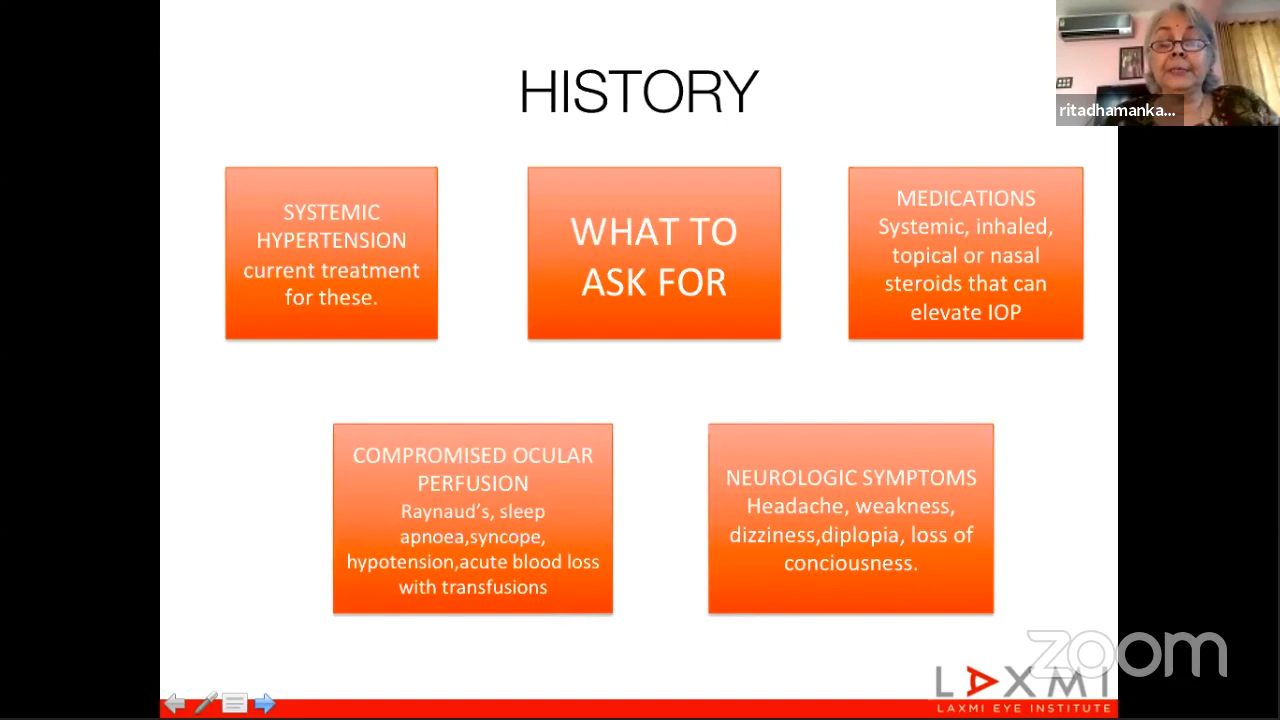 HISTORY
ritadhamanka...
SYSTEMIC
HYPERTENSION
current treatment
for these.
WHAT TO
ASK FOR
MEDICATIONS
Systemic, inhaled,
topical or nasal
steroids that can
elevate IOP
COMPROMISED OCULAR
PERFUSION
Raynaud's, sleep
apnoea,syncope,
hypotension,acute blood loss
with transfusions
NEUROLOGIC SYMPTOMS
Headache, weakness,
dizziness,diplopia, loss of
conciousness.
zoom
LAXMI
LAXMI EYE INSTITUTE